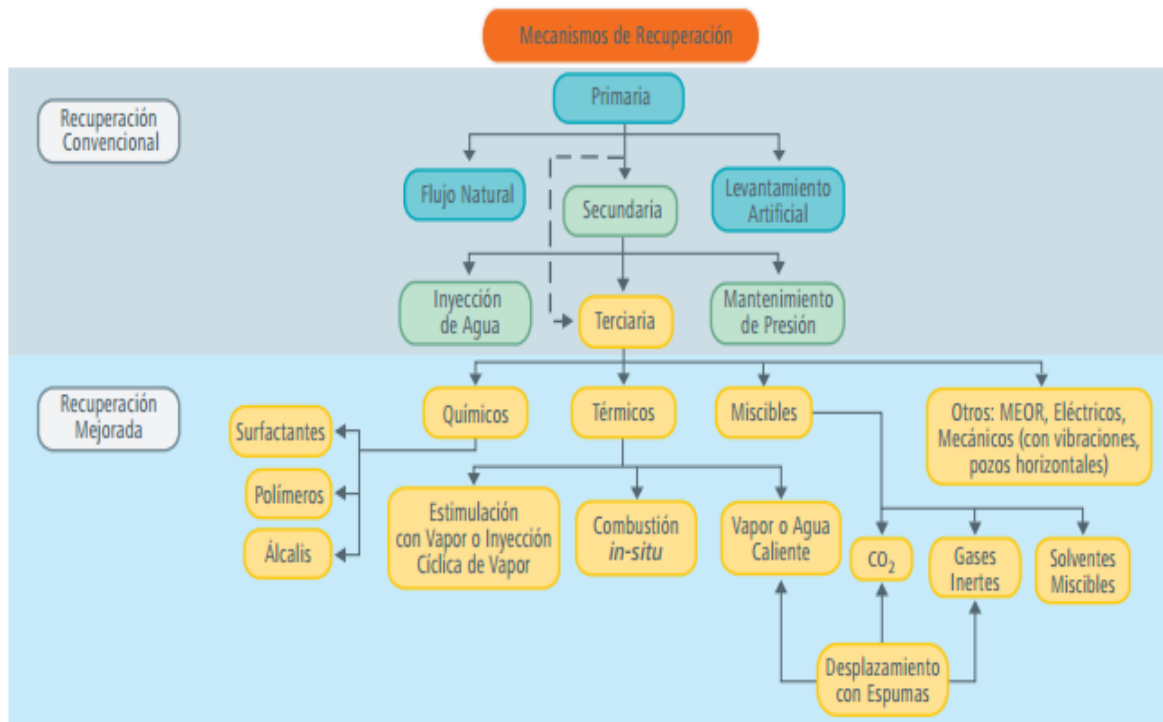 Mecanismos de Recuperación
Recuperación
Convencional
Primaria
Flujo Natural
Secundaria
Levantamiento
Artificial
Inyección
de Agua
Terciaria
Mantenimiento
de Presión
Recuperación
Mejorada
Químicos
Térmicos
Miscibles
Otros: MEOR, Eléctricos,
Mecánicos (con vibraciones,
pozos horizontales)
Surfactantes
Polímeros
Álcalis
Estimulación
con Vapor o Inyección
Cíclica de Vapor
Combustión
in-situ
Vapor o Agua
Caliente
CO₂
Gases
Inertes
Solventes
Miscibles
Desplazamiento
con Espumas